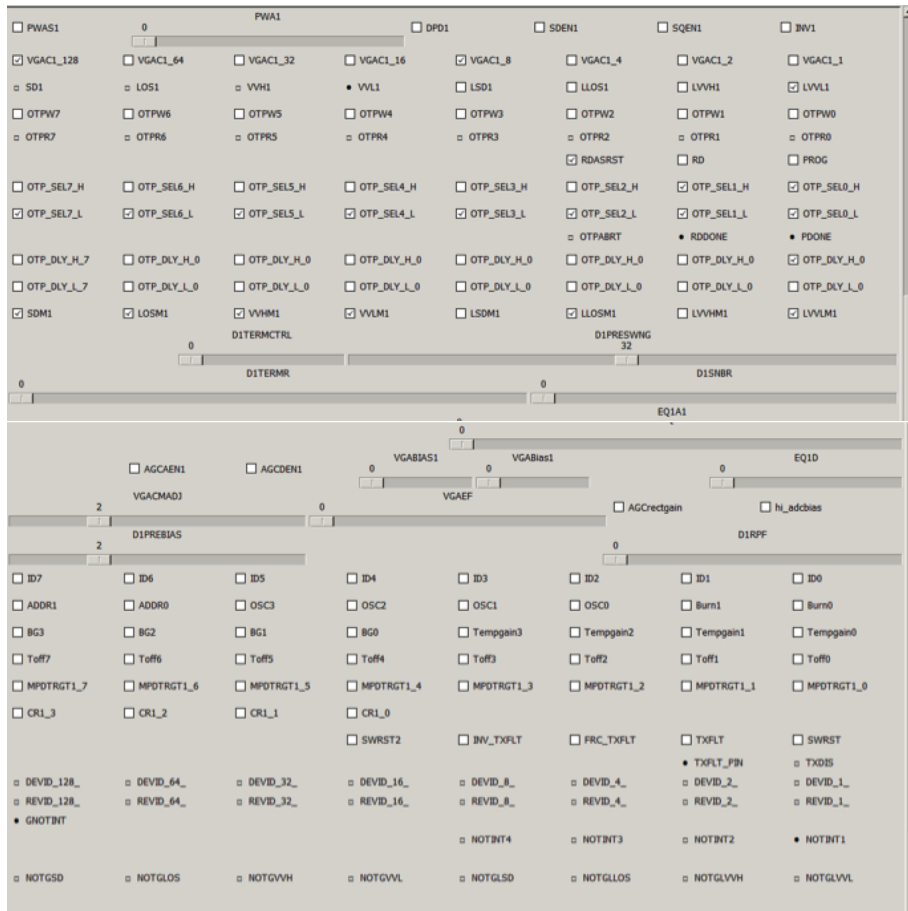 PWA1
PWAS1 0 DPD1 SDEN1 SQEN1 INV1
VGAC1_128 VGAC1_64 VGAC1_32 VGAC1_16 VGAC1_8 VGAC1_4 VGAC1_2 VGAC1_1
SD1 LOS1 VVH1 VVL1 LSD1 LLOS1 LVVH1 LVVL1
OTPW7 OTPW6 OTPW5 OTPW4 OTPW3 OTPW2 OTPW1 OTPW0
OTPR7 OTPR6 OTPR5 OTPR4 OTPR3 OTPR2 OTPR1 OTPR0
RDASRST RD PROG
OTP_SEL7_H OTP_SEL6_H OTP_SEL5_H OTP_SEL4_H OTP_SEL3_H OTP_SEL2_H OTP_SEL1_H OTP_SEL0_H
OTP_SEL7_L OTP_SEL6_L OTP_SEL5_L OTP_SEL4_L OTP_SEL3_L OTP_SEL2_L OTP_SEL1_L OTP_SEL0_L
OTPABRT RDDONE PDONE
OTP_DLY_H_7 OTP_DLY_H_0 OTP_DLY_H_0 OTP_DLY_H_0 OTP_DLY_H_0 OTP_DLY_H_0 OTP_DLY_H_0 OTP_DLY_H_0
OTP_DLY_L_7 OTP_DLY_L_0 OTP_DLY_L_0 OTP_DLY_L_0 OTP_DLY_L_0 OTP_DLY_L_0 OTP_DLY_L_0 OTP_DLY_L_0
SDM1 LOSM1 VVHM1 VVLM1 LSDM1 LLOSM1 LVVHM1 LVVLM1
D1TERMCTRL D1PRESWNG
0 32
D1TERMR D1SNBR
0 0
EQ1A1
0
VGABIAS1 VGABias1 EQ1D
AGCAEN1 AGCDEN1 0 0 0
VGACMADJ VGAEF
2 0 AGCrectgain hi_adcbias
D1PREBIAS D1RPF
2 0
ID7 ID6 ID5 ID4 ID3 ID2 ID1 ID0
ADDR1 ADDR0 OSC3 OSC2 OSC1 OSC0 Burn1 Burn0
BG3 BG2 BG1 BG0 Tempgain3 Tempgain2 Tempgain1 Tempgain0
Toff7 Toff6 Toff5 Toff4 Toff3 Toff2 Toff1 Toff0
MPDTRGT1_7 MPDTRGT1_6 MPDTRGT1_5 MPDTRGT1_4 MPDTRGT1_3 MPDTRGT1_2 MPDTRGT1_1 MPDTRGT1_0
CR1_3 CR1_2 CR1_1 CR1_0
SWRST2 INV_TXFLT FRC_TXFLT TXFLT SWRST
TXFLT_PIN TXDIS
DEVID_128_ DEVID_64_ DEVID_32_ DEVID_16_ DEVID_8_ DEVID_4_ DEVID_2_ DEVID_1_
REVID_128_ REVID_64_ REVID_32_ REVID_16_ REVID_8_ REVID_4_ REVID_2_ REVID_1_
GNOTINT
NOTINT4 NOTINT3 NOTINT2 NOTINT1
NOTGSD NOTGLOS NOTGVVH NOTGVVL NOTGLSD NOTGLLOS NOTGLVVH NOTGLVVL